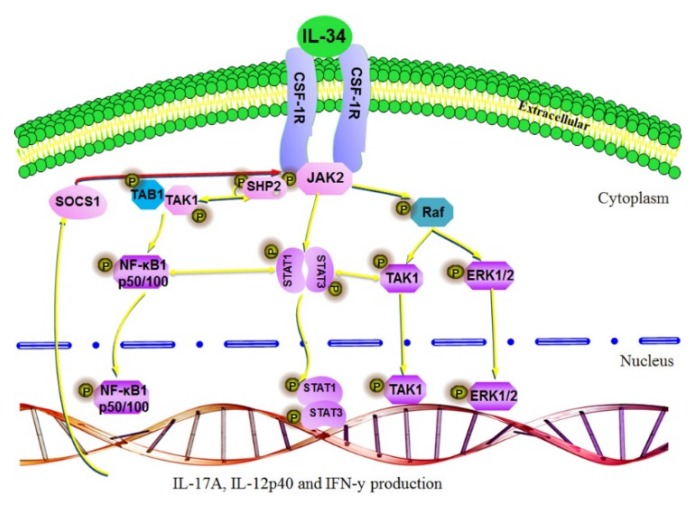 IL-34
CSF-1R
CSF-1R
Extracellular
Cytoplasm
SOCS1
P
TAB1
TAK1
P
P
SHP2
P
JAK2
P
Raf
P
NF-κB1
p50/100
P
STAT1
STAT3
P
P
TAK1
P
ERK1/2
Nucleus
P
NF-κB1
p50/100
P
STAT1
P
STAT3
P
TAK1
P
ERK1/2
IL-17A, IL-12p40 and IFN-y production